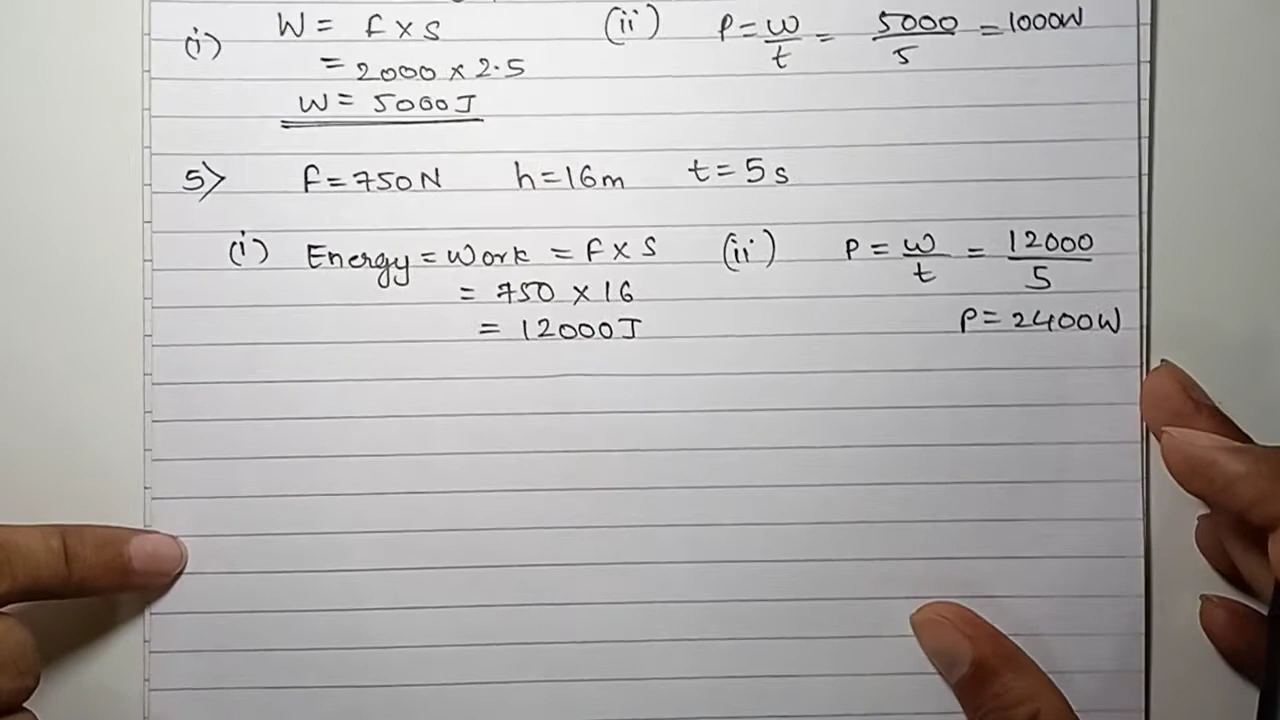 (i) W = F x S (ii) P = W/t = 5000/5 = 1000W
= 2000 x 2.5
W = 5000J
5> F = 750N h = 16m t = 5s
(i) Energy = Work = F x S (ii) P = W/t = 12000/5
= 750 x 16
= 12000J P = 2400W